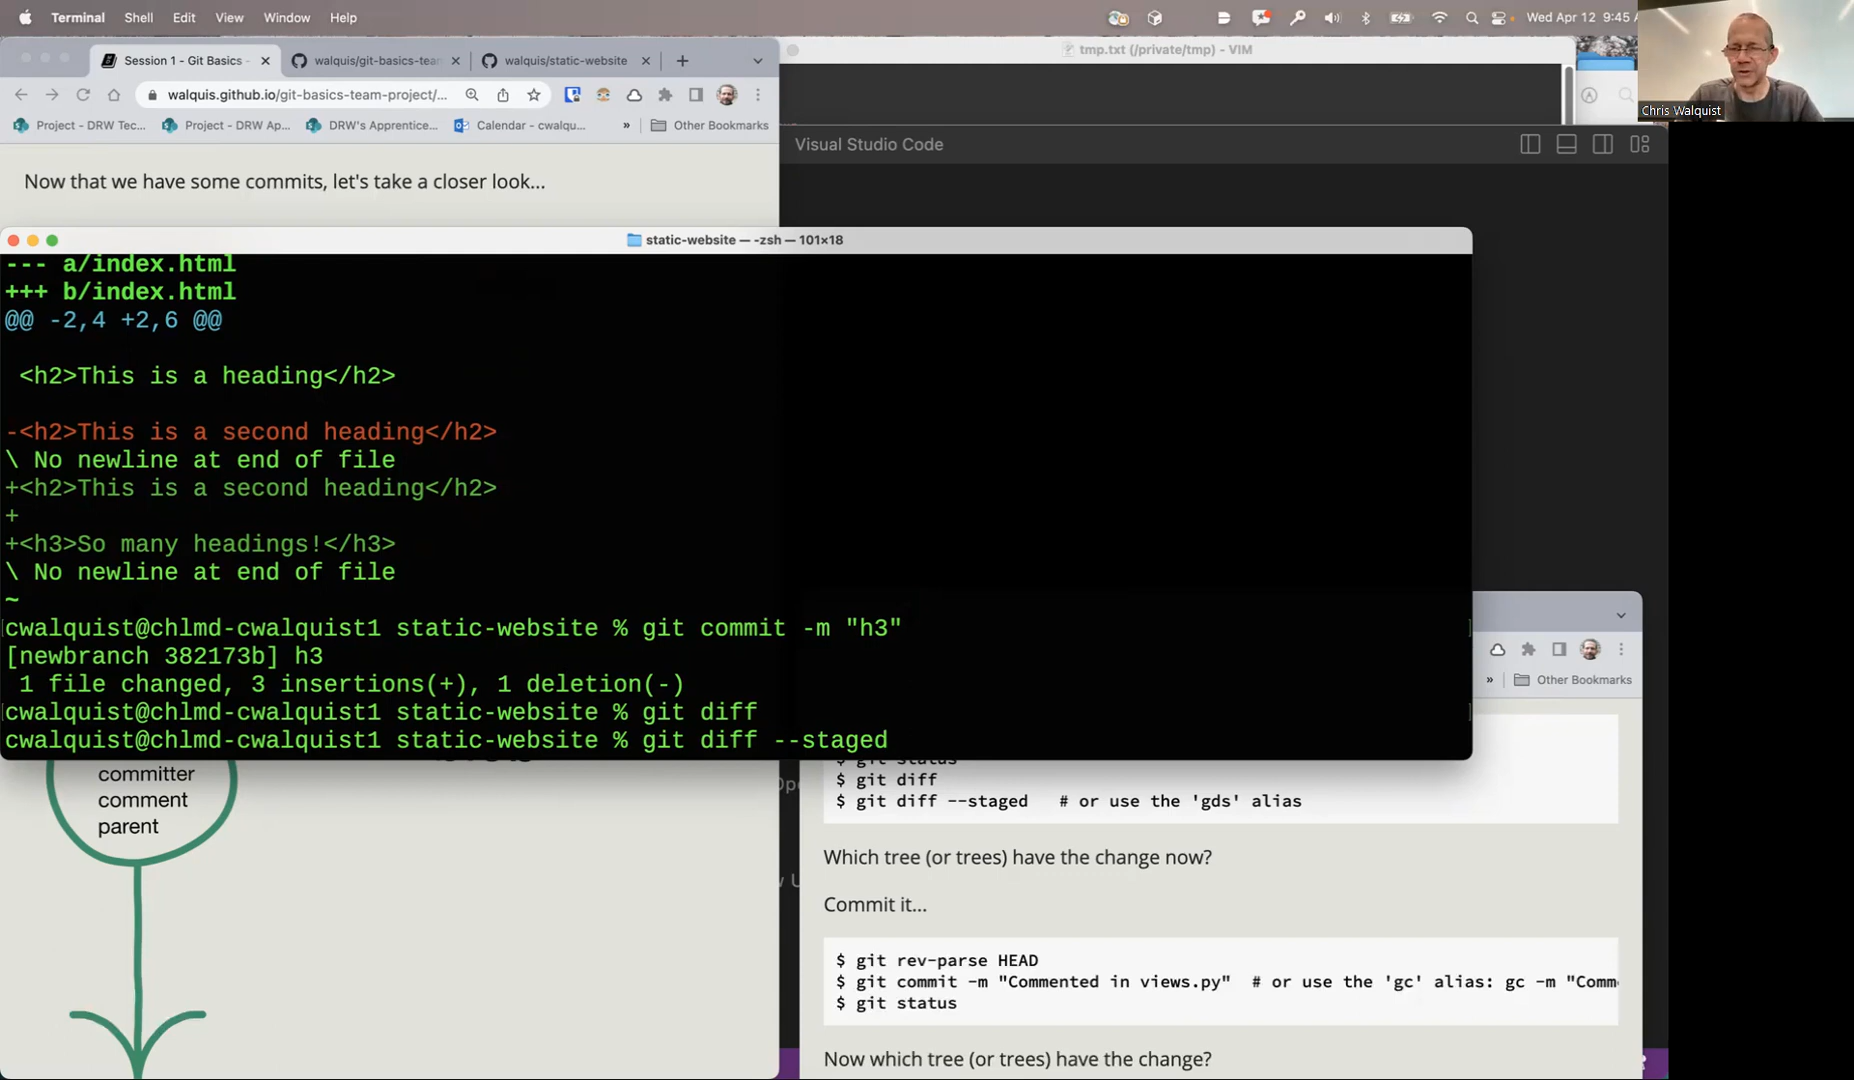 Terminal Shell Edit View Window Help
Wed Apr 12 9:45
Chris Walquist
Session 1 - Git Basics -
walquis/git-basics-tea
walquis/static-website
tmp.txt (/private/tmp) - VIM
walquis.github.io/git-basics-team-project/...
Project - DRW Tec...
Project - DRW Ap...
DRW's Apprentice...
Calendar - cwalqu...
» Other Bookmarks
Visual Studio Code
Now that we have some commits, let's take a closer look...
static-website — -zsh — 101×18
--- a/index.html
+++ b/index.html
@@ -2,4 +2,6 @@
<h2>This is a heading</h2>
-<h2>This is a second heading</h2>
\ No newline at end of file
+<h2>This is a second heading</h2>
+
+<h3>So many headings!</h3>
\ No newline at end of file
~
cwalquist@chlmd-cwalquist1 static-website % git commit -m "h3"
[newbranch 382173b] h3
1 file changed, 3 insertions(+), 1 deletion(-)
cwalquist@chlmd-cwalquist1 static-website % git diff
cwalquist@chlmd-cwalquist1 static-website % git diff --staged
» Other Bookmarks
committer
comment
parent
$ git status
$ git diff
$ git diff --staged # or use the 'gds' alias
Which tree (or trees) have the change now?
Commit it...
$ git rev-parse HEAD
$ git commit -m "Commented in views.py" # or use the 'gc' alias: gc -m "Comm
$ git status
Now which tree (or trees) have the change?